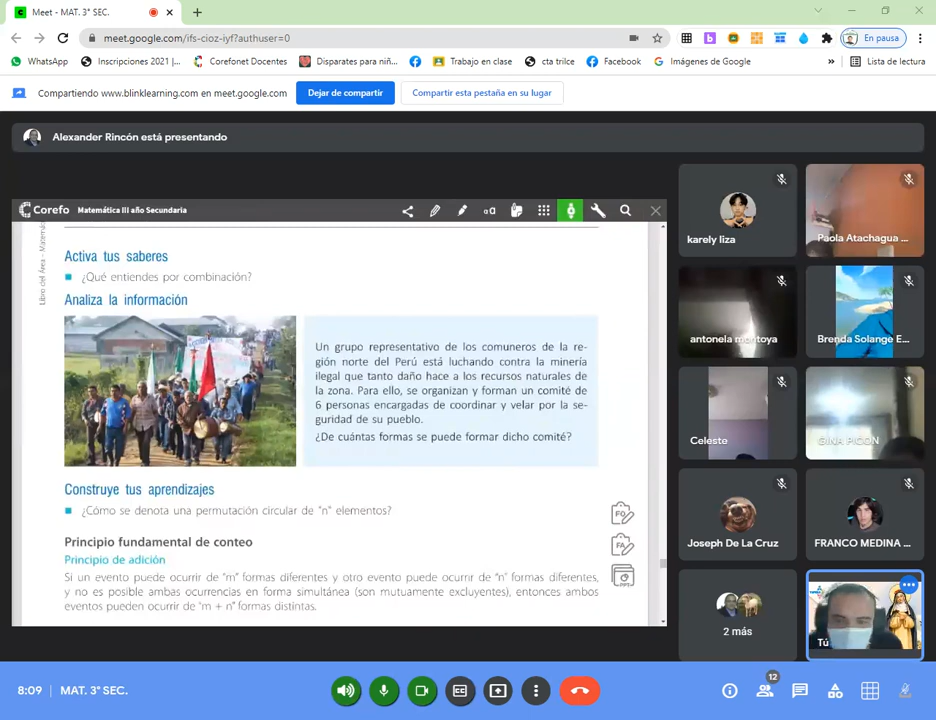 Meet - MAT. 3° SEC.
meet.google.com/ifs-cioz-iyf?authuser=0
En pausa
WhatsApp
Inscripciones 2021 |...
Corefonet Docentes
Disparates para niñ...
Trabajo en clase
cta trilce
Facebook
Imágenes de Google
»
Lista de lectura
Compartiendo www.blinklearning.com en meet.google.com
Dejar de compartir
Compartir esta pestaña en su lugar
Alexander Rincón está presentando
Corefo
Matemática III año Secundaria
Activa tus saberes
¿Qué entiendes por combinación?
Analiza la información
Un grupo representativo de los comuneros de la re-
gión norte del Perú está luchando contra la minería
ilegal que tanto daño hace a los recursos naturales de
la zona. Para ello, se organizan y forman un comité de
6 personas encargadas de coordinar y velar por la se-
guridad de su pueblo.
¿De cuántas formas se puede formar dicho comité?
Construye tus aprendizajes
¿Cómo se denota una permutación circular de "n" elementos?
Principio fundamental de conteo
Principio de adición
Si un evento puede ocurrir de "m" formas diferentes y otro evento puede ocurrir de "n" formas diferentes,
y no es posible ambas ocurrencias en forma simultánea (son mutuamente excluyentes), entonces ambos
eventos pueden ocurrir de "m + n" formas distintas.
Libro del Área - Matemá
FO
FA
PPT
karely liza
Paola Atachagua ...
antonela montoya
Brenda Solange E...
Celeste
GINA PICON
Joseph De La Cruz
FRANCO MEDINA ...
2 más
Tú
8:09
MAT. 3° SEC.
12